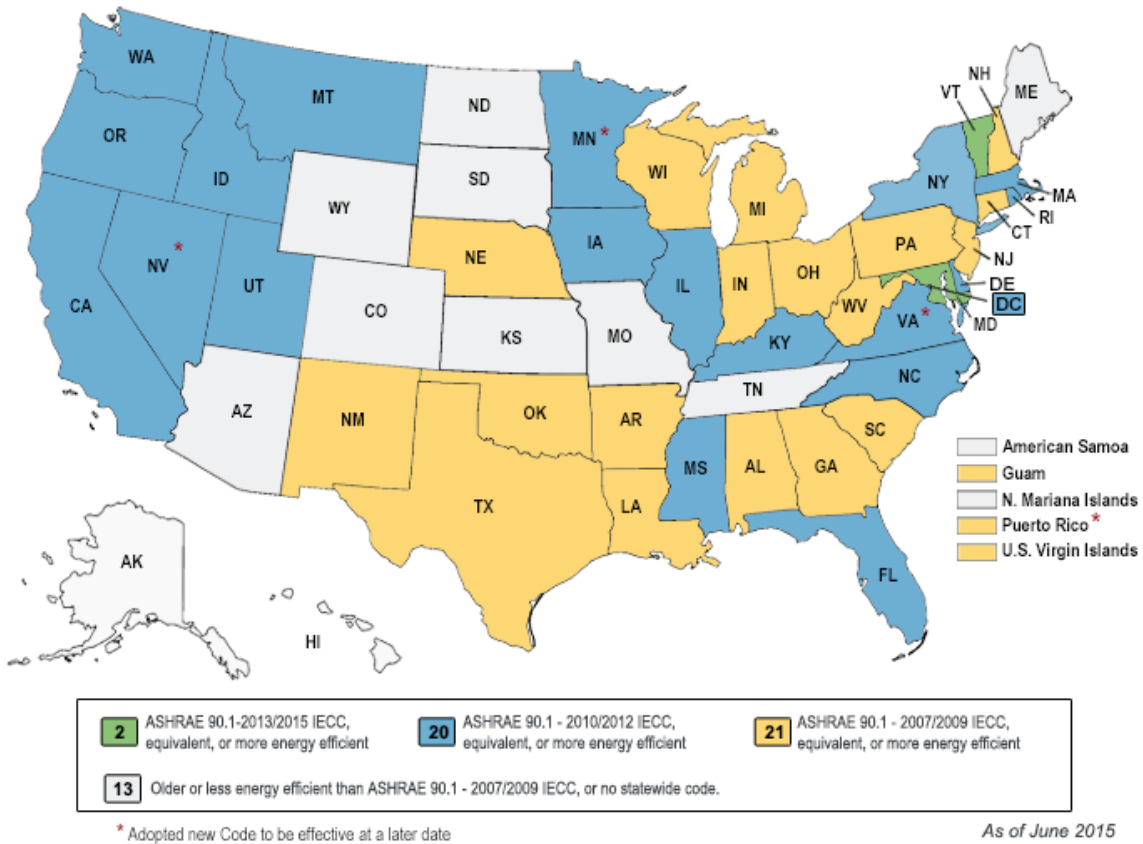 WA
MT
ND
MN *
OR
ID
SD
WI
WY
MI
NH
VT
ME
NY
MA
RI
CT
NV *
UT
NE
IA
PA
NJ
CA
CO
IL
IN
OH
WV
DE
DC
MD
VA *
KS
MO
KY
NC
AZ
NM
OK
AR
TN
SC
MS
AL
GA
TX
LA
FL
AK
HI
American Samoa
Guam
N. Mariana Islands
Puerto Rico *
U.S. Virgin Islands
2 ASHRAE 90.1-2013/2015 IECC,
equivalent, or more energy efficient
20 ASHRAE 90.1 - 2010/2012 IECC,
equivalent, or more energy efficient
21 ASHRAE 90.1 - 2007/2009 IECC,
equivalent, or more energy efficient
13 Older or less energy efficient than ASHRAE 90.1 - 2007/2009 IECC, or no statewide code.
* Adopted new Code to be effective at a later date
As of June 2015